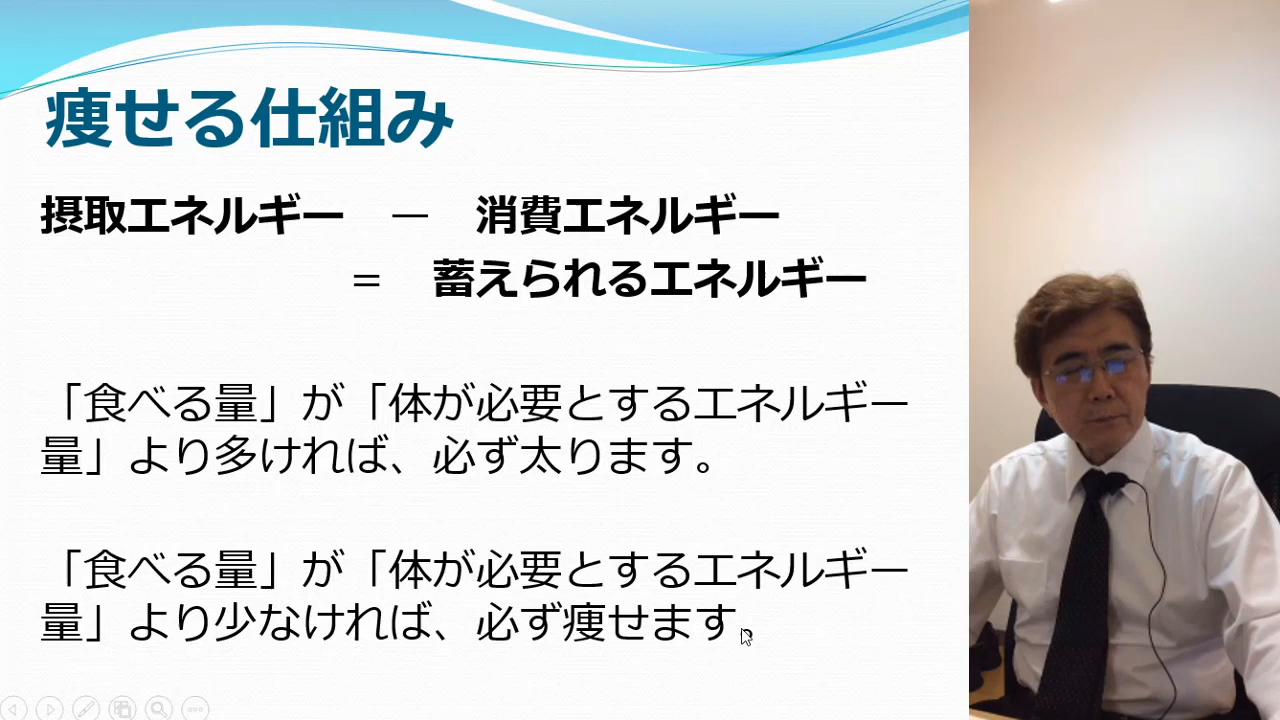 痩せる仕組み
摂取エネルギー　－　消費エネルギー
＝　蓄えられるエネルギー
「食べる量」が「体が必要とするエネルギー
量」より多ければ、必ず太ります。
「食べる量」が「体が必要とするエネルギー
量」より少なければ、必ず痩せます。